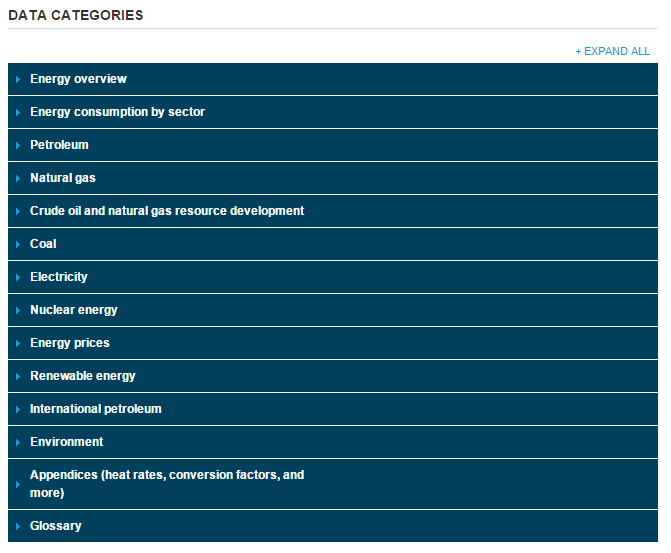 DATA CATEGORIES
+ EXPAND ALL
Energy overview
Energy consumption by sector
Petroleum
Natural gas
Crude oil and natural gas resource development
Coal
Electricity
Nuclear energy
Energy prices
Renewable energy
International petroleum
Environment
Appendices (heat rates, conversion factors, and
more)
Glossary